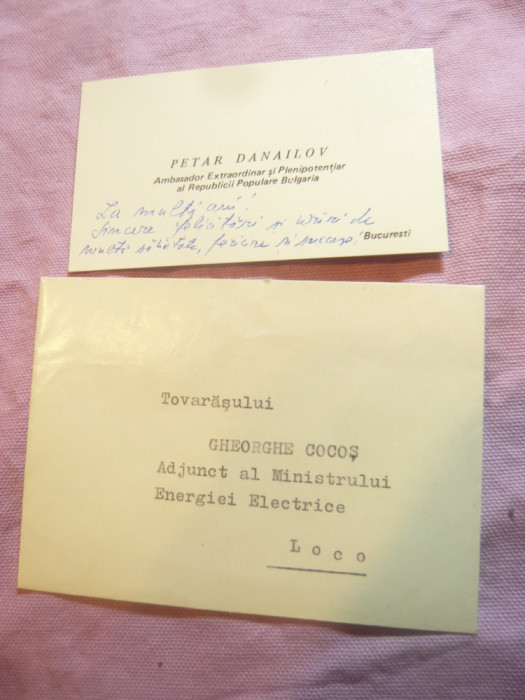 PETAR DANAILOV
Ambasador Extraordinar și Plenipotențiar
al Republicii Populare Bulgaria
La mulți ani!
Sincere felicitări și urări de
multă sănătate, fericire și succese!
București
Tovarășului
GHEORGHE COCOȘ
Adjunct al Ministrului
Energiei Electrice
Loco